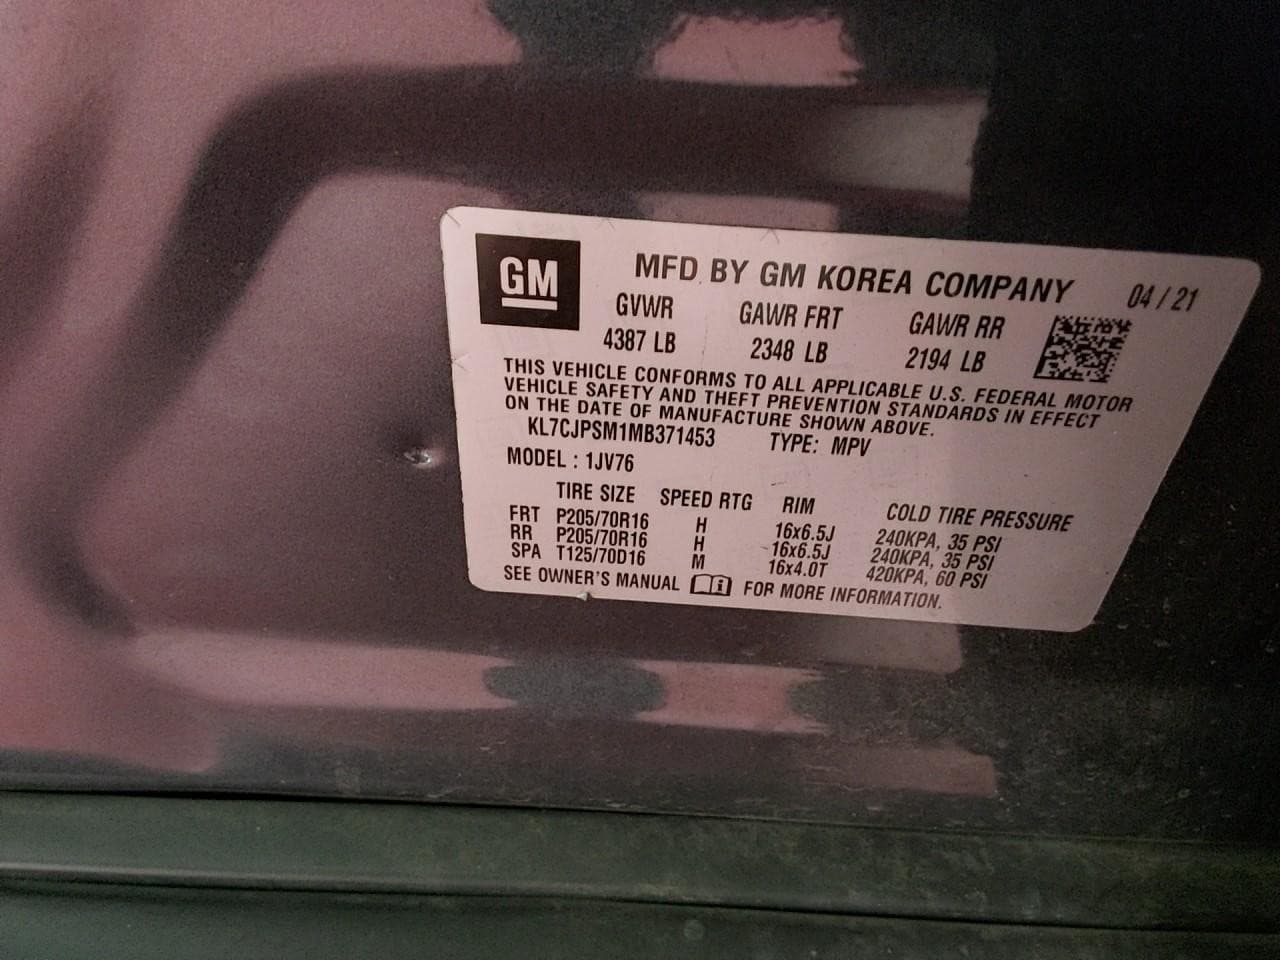 GM
MFD BY GM KOREA COMPANY 04 / 21
GVWR GAWR FRT GAWR RR
4387 LB 2348 LB 2194 LB
THIS VEHICLE CONFORMS TO ALL APPLICABLE U.S. FEDERAL MOTOR
VEHICLE SAFETY AND THEFT PREVENTION STANDARDS IN EFFECT
ON THE DATE OF MANUFACTURE SHOWN ABOVE.
KL7CJPSM1MB371453 TYPE: MPV
MODEL : 1JV76
TIRE SIZE SPEED RTG RIM COLD TIRE PRESSURE
FRT P205/70R16 H 16x6.5J 240KPA, 35 PSI
RR P205/70R16 H 16x6.5J 240KPA, 35 PSI
SPA T125/70D16 M 16x4.0T 420KPA, 60 PSI
SEE OWNER'S MANUAL FOR MORE INFORMATION.